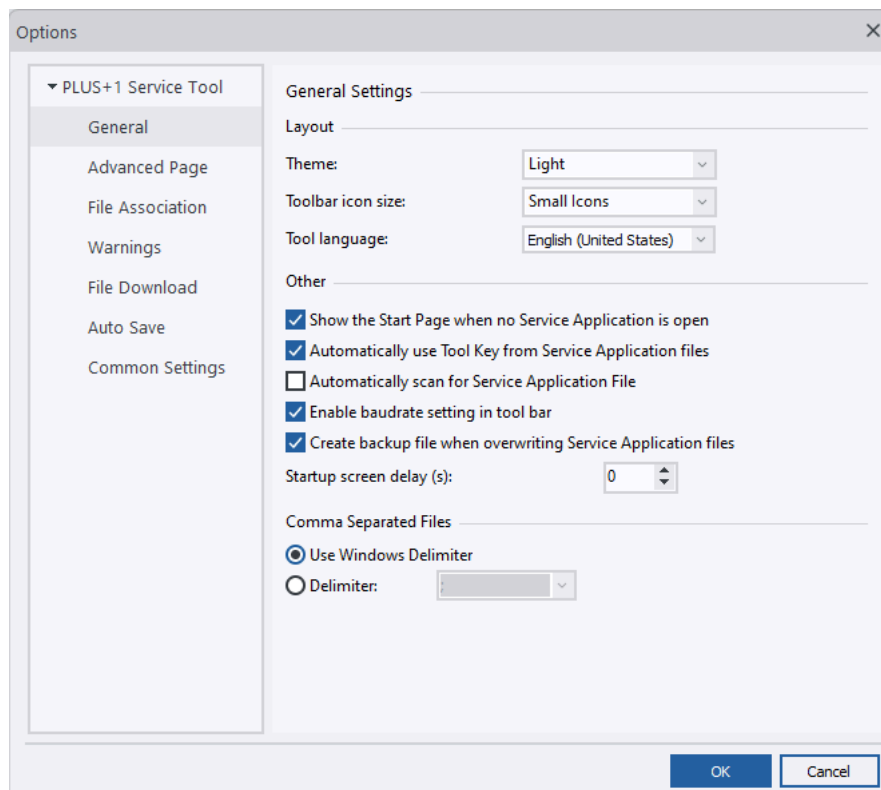 Options
PLUS+1 Service Tool
General
Advanced Page
File Association
Warnings
File Download
Auto Save
Common Settings
General Settings
Layout
Theme: Light
Toolbar icon size: Small Icons
Tool language: English (United States)
Other
Show the Start Page when no Service Application is open
Automatically use Tool Key from Service Application files
Automatically scan for Service Application File
Enable baudrate setting in tool bar
Create backup file when overwriting Service Application files
Startup screen delay (s): 0
Comma Separated Files
Use Windows Delimiter
Delimiter: ;
OK Cancel